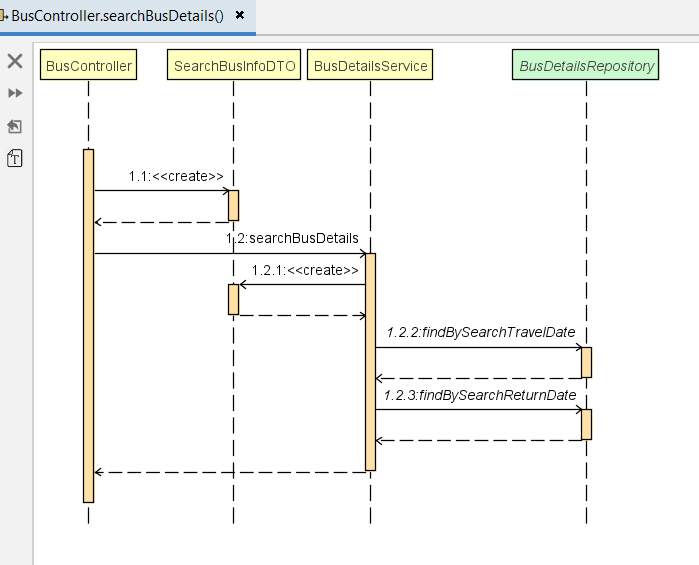 BusController.searchBusDetails()
BusController
SearchBusInfoDTO
BusDetailsService
BusDetailsRepository
1.1:<<create>>
1.2:searchBusDetails
1.2.1:<<create>>
1.2.2:findBySearchTravelDate
1.2.3:findBySearchReturnDate
T